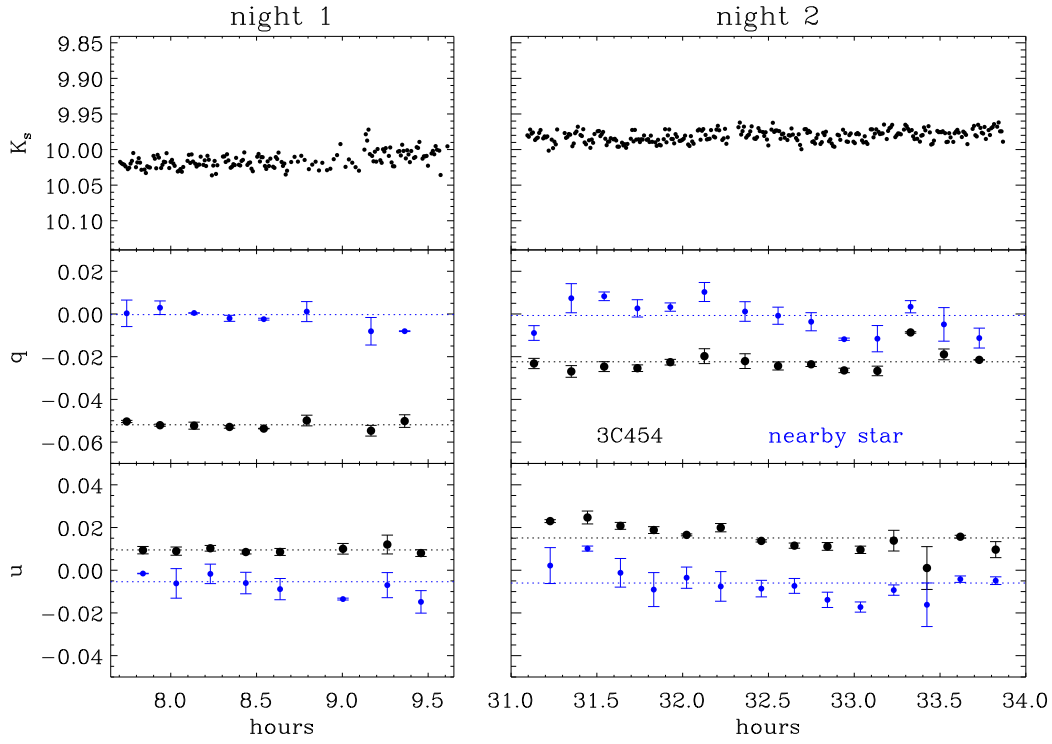 night 1
night 2
9.85
9.90
9.95
10.00
10.05
10.10
K_s
0.02
0.00
−0.02
−0.04
−0.06
q
3C454
nearby star
0.04
0.02
0.00
−0.02
−0.04
u
8.0 8.5 9.0 9.5
31.0 31.5 32.0 32.5 33.0 33.5 34.0
hours
hours